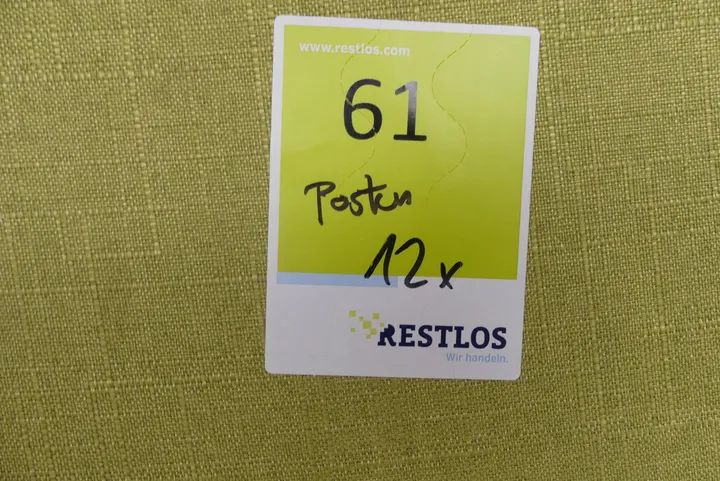 www.restlos.com
61
Posten
12x
RESTLOS
Wir handeln.